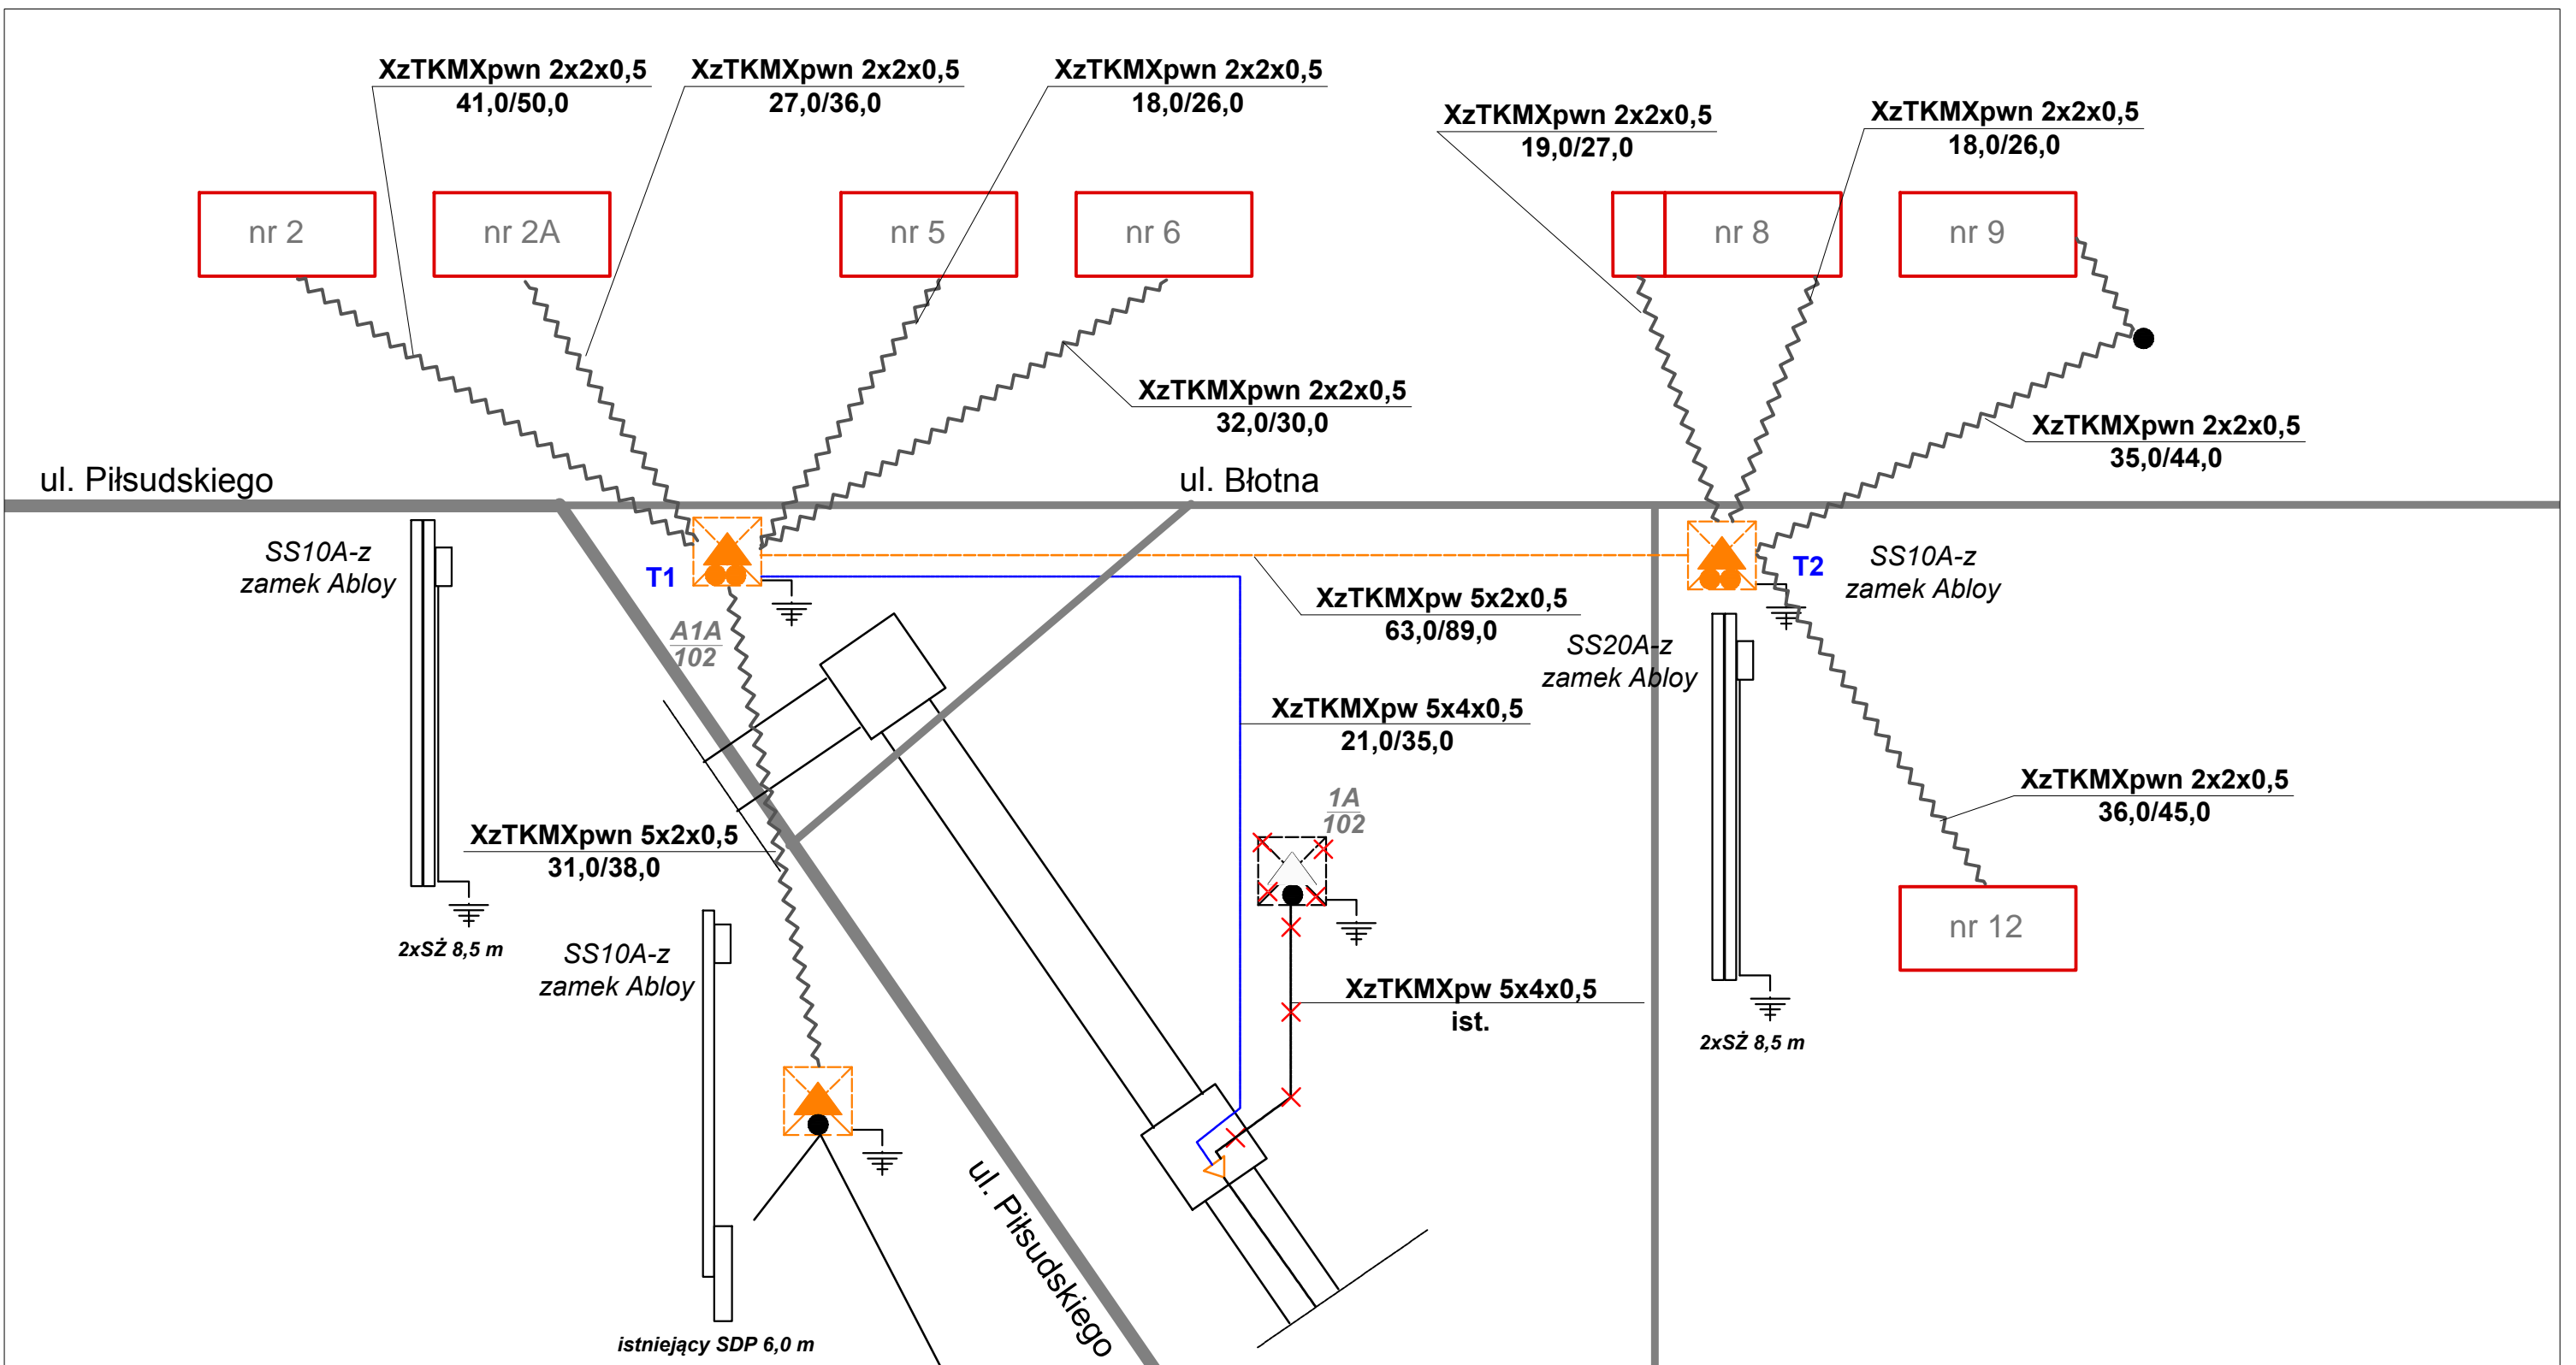 XzTKMXpwn 2x2x0,5
41,0/50,0
XzTKMXpwn 2x2x0,5
27,0/36,0
XzTKMXpwn 2x2x0,5
18,0/26,0
XzTKMXpwn 2x2x0,5
19,0/27,0
XzTKMXpwn 2x2x0,5
18,0/26,0
nr 2
nr 2A
nr 5
nr 6
nr 8
nr 9
XzTKMXpwn 2x2x0,5
32,0/30,0
XzTKMXpwn 2x2x0,5
35,0/44,0
ul. Piłsudskiego
ul. Błotna
SS10A-z
zamek Abloy
T1
T2
SS10A-z
zamek Abloy
A1A
102
XzTKMXpw 5x2x0,5
63,0/89,0
SS20A-z
zamek Abloy
XzTKMXpw 5x4x0,5
21,0/35,0
1A
102
XzTKMXpwn 2x2x0,5
36,0/45,0
XzTKMXpwn 5x2x0,5
31,0/38,0
nr 12
2xSŻ 8,5 m
SS10A-z
zamek Abloy
XzTKMXpw 5x4x0,5
ist.
2xSŻ 8,5 m
ul. Piłsudskiego
istniejący SDP 6,0 m